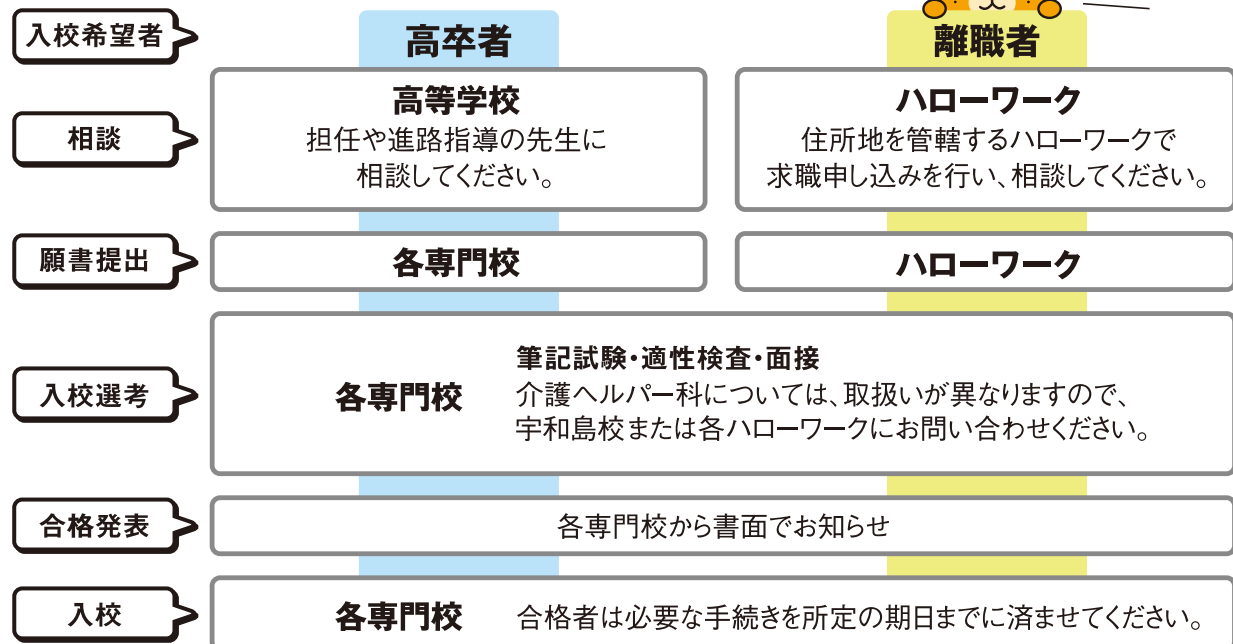 入校希望者
高卒者
離職者
相談
高等学校
担任や進路指導の先生に
相談してください。
ハローワーク
住所地を管轄するハローワークで
求職申し込みを行い、相談してください。
願書提出
各専門校
ハローワーク
入校選考
各専門校
筆記試験・適性検査・面接
介護ヘルパー科については、取扱いが異なりますので、
宇和島校または各ハローワークにお問い合わせください。
合格発表
各専門校から書面でお知らせ
入校
各専門校
合格者は必要な手続きを所定の期日までに済ませてください。